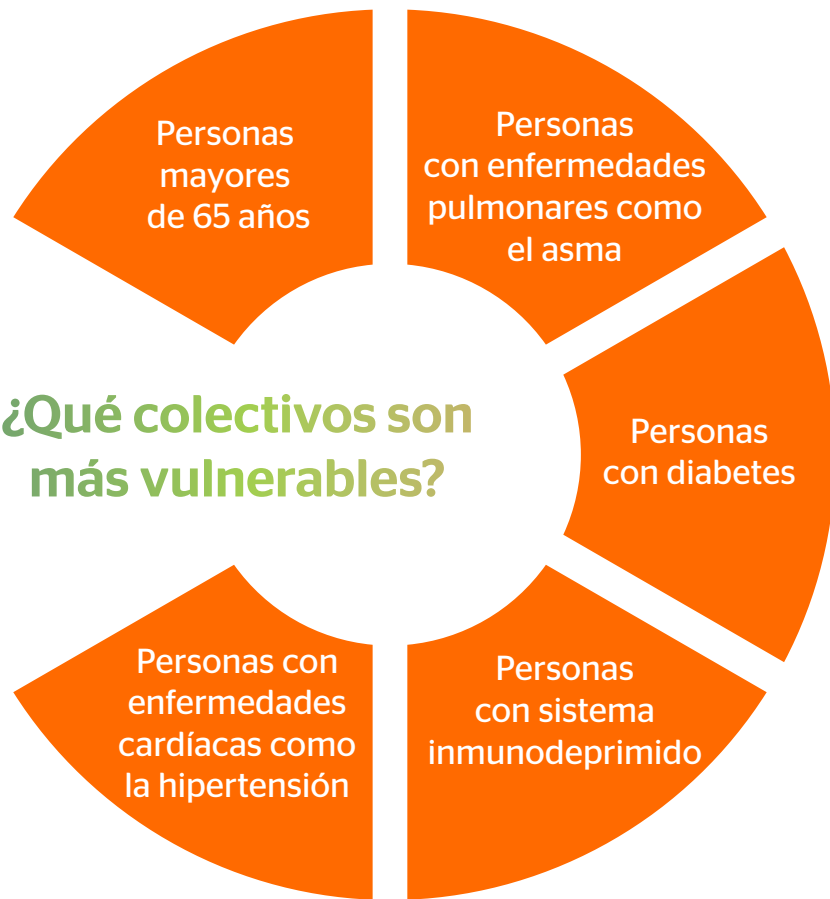 ¿Qué colectivos son
más vulnerables?
Personas
mayores
de 65 años
Personas
con enfermedades
pulmonares como
el asma
Personas
con diabetes
Personas
con sistema
inmunodeprimido
Personas con
enfermedades
cardíacas como
la hipertensión